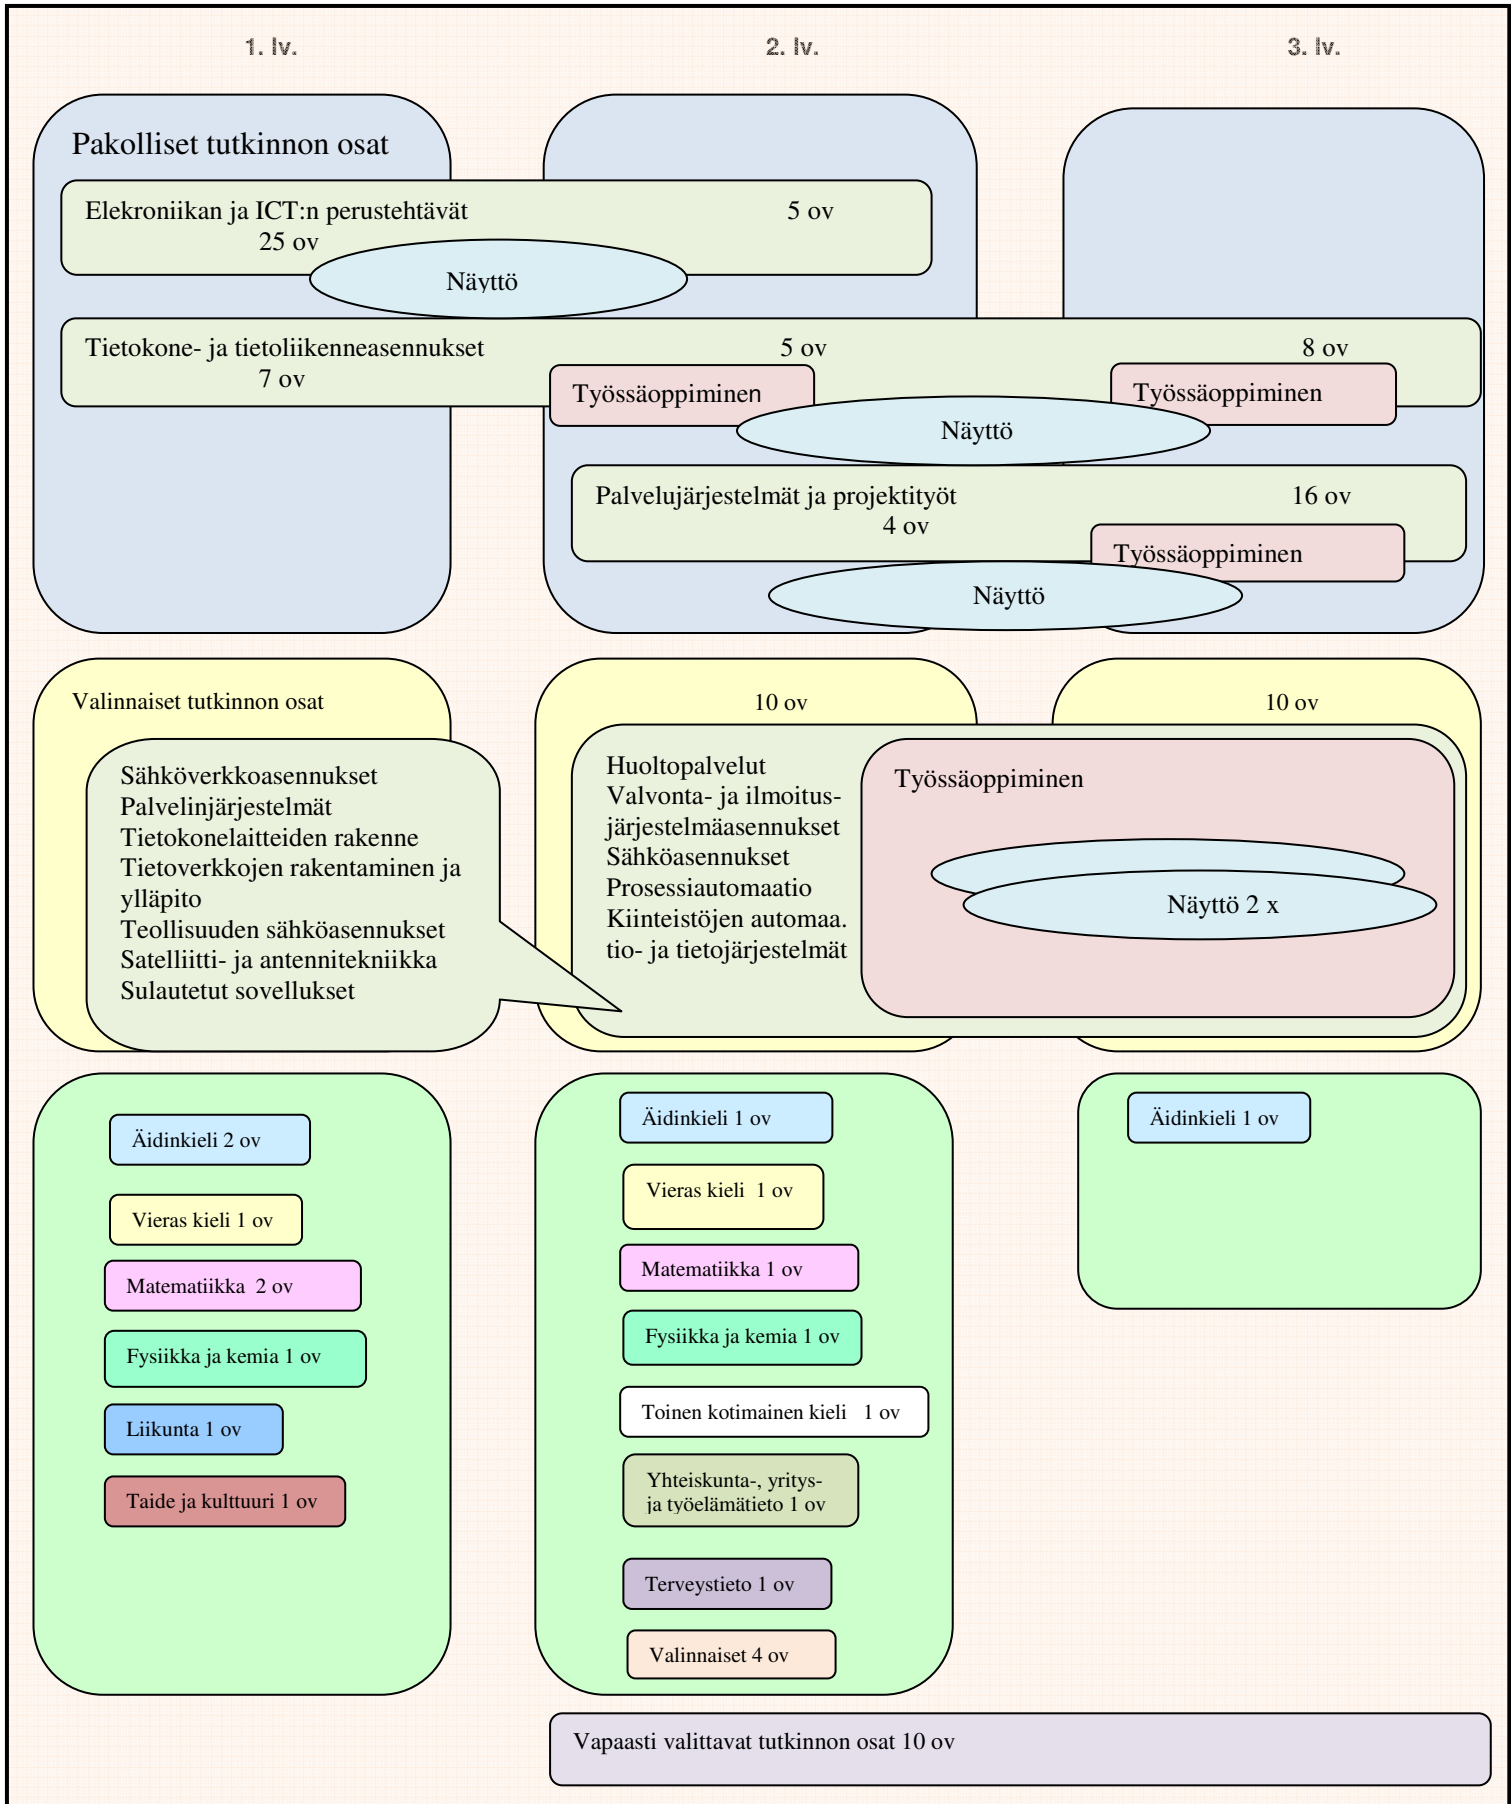 1. lv.
2. lv.
3. lv.
Pakolliset tutkinnon osat
Elekroniikan ja ICT:n perustehtävät 5 ov
25 ov
Näyttö
Tietokone- ja tietoliikenneasennukset 5 ov 8 ov
7 ov
Työssäoppiminen
Työssäoppiminen
Näyttö
Palvelujärjestelmät ja projektityöt 16 ov
4 ov
Työssäoppiminen
Näyttö
Valinnaiset tutkinnon osat
10 ov
10 ov
Sähköverkkoasennukset
Palvelinjärjestelmät
Tietokonelaitteiden rakenne
Tietoverkkojen rakentaminen ja
ylläpito
Teollisuuden sähköasennukset
Satelliitti- ja antennitekniikka
Sulautetut sovellukset
Huoltopalvelut
Valvonta- ja ilmoitus-
järjestelmäasennukset
Sähköasennukset
Prosessiautomaatio
Kiinteistöjen automaa.
tio- ja tietojärjestelmät
Työssäoppiminen
Näyttö 2 x
Äidinkieli 2 ov
Vieras kieli 1 ov
Matematiikka 2 ov
Fysiikka ja kemia 1 ov
Liikunta 1 ov
Taide ja kulttuuri 1 ov
Äidinkieli 1 ov
Vieras kieli 1 ov
Matematiikka 1 ov
Fysiikka ja kemia 1 ov
Toinen kotimainen kieli 1 ov
Yhteiskunta-, yritys-
ja työelämätieto 1 ov
Terveystieto 1 ov
Valinnaiset 4 ov
Äidinkieli 1 ov
Vapaasti valittavat tutkinnon osat 10 ov